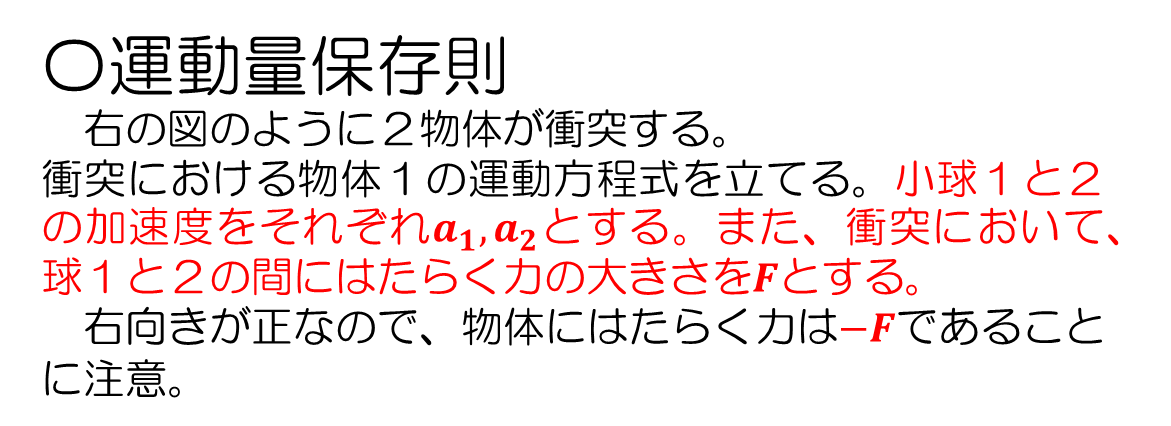 〇運動量保存則
　右の図のように２物体が衝突する。
衝突における物体１の運動方程式を立てる。小球１と２
の加速度をそれぞれa₁,a₂とする。また、衝突において、
球１と２の間にはたらく力の大きさをFとする。
　右向きが正なので、物体にはたらく力は−Fであること
に注意。